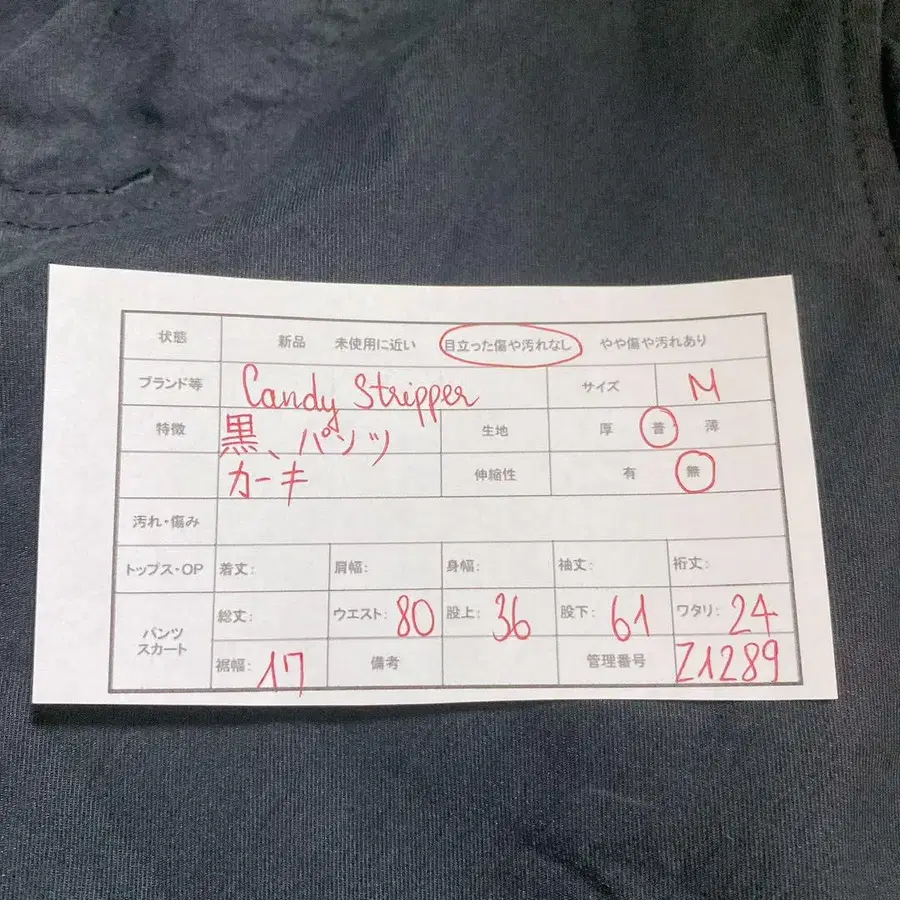 状態 新品 未使用に近い 目立った傷や汚れなし やや傷や汚れあり
ブランド等 Candy Stripper サイズ M
特徴 黒、パンツ 生地 厚 普 薄
カーキ 伸縮性 有 無
汚れ・傷み
トップス・OP 着丈: 肩幅: 身幅: 袖丈: 裄丈:
パンツ スカート 総丈: ウエスト: 80 股上: 36 股下: 61 ワタリ: 24
裾幅: 17 備考 管理番号 Z1289